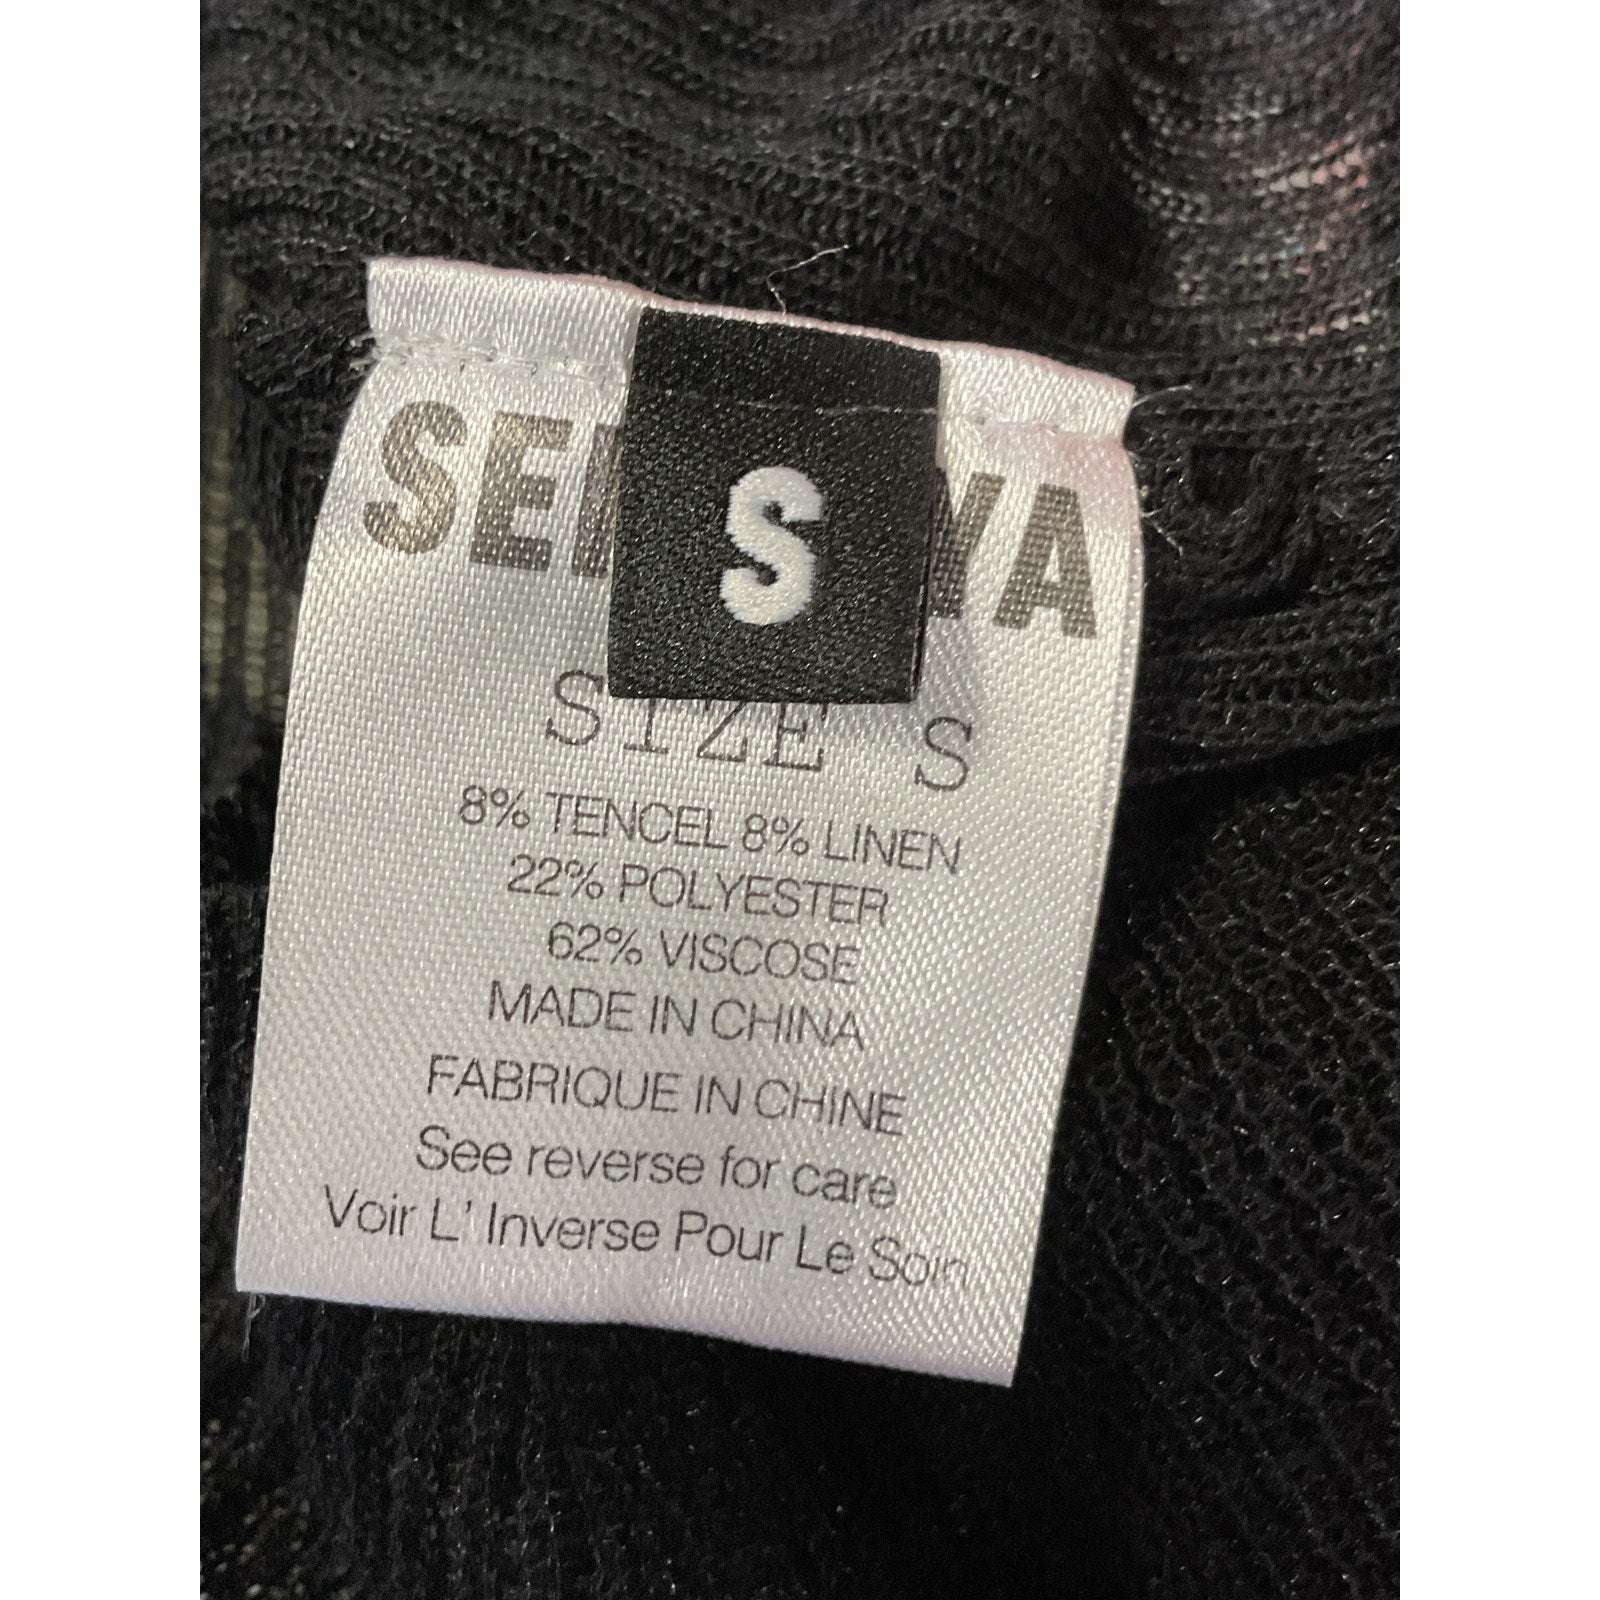 S
SIZE S
8% TENCEL 8% LINEN
22% POLYESTER
62% VISCOSE
MADE IN CHINA
FABRIQUE IN CHINE
See reverse for care
Voir L' Inverse Pour Le Soin